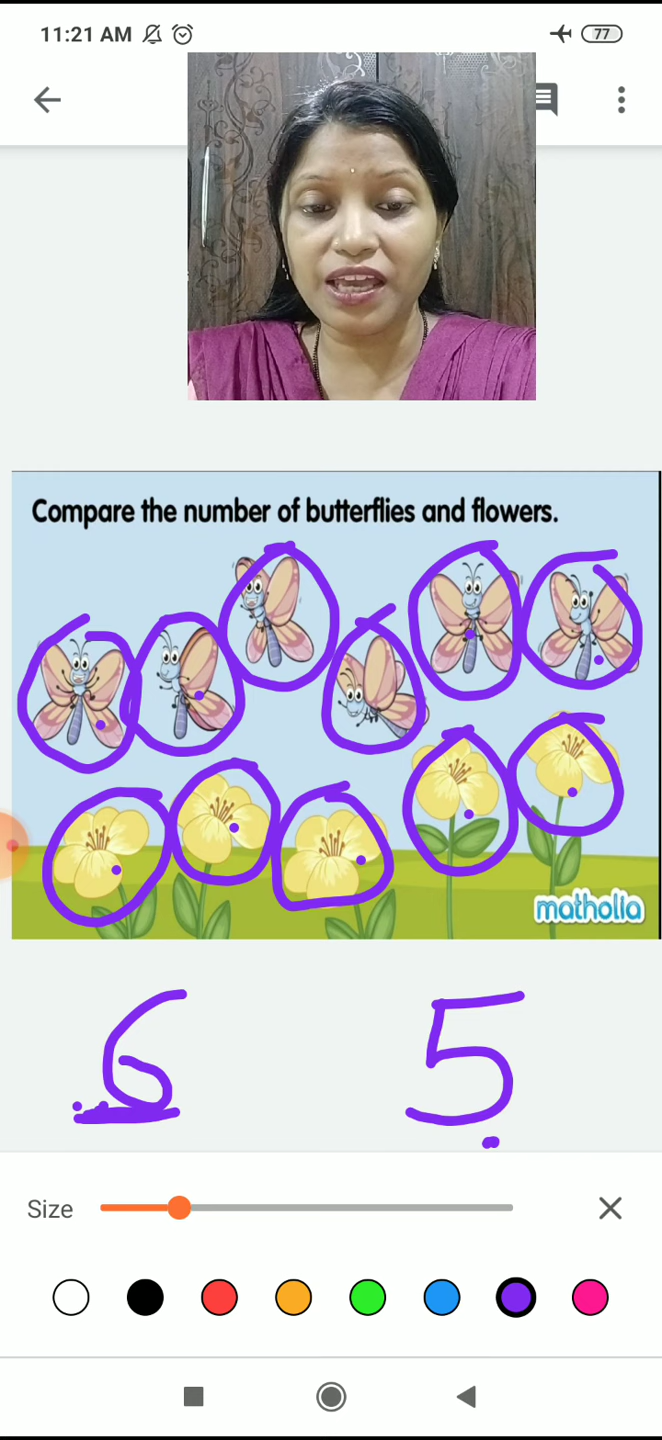 11:21 AM
77
Compare the number of butterflies and flowers.
matholia
6 5
Size